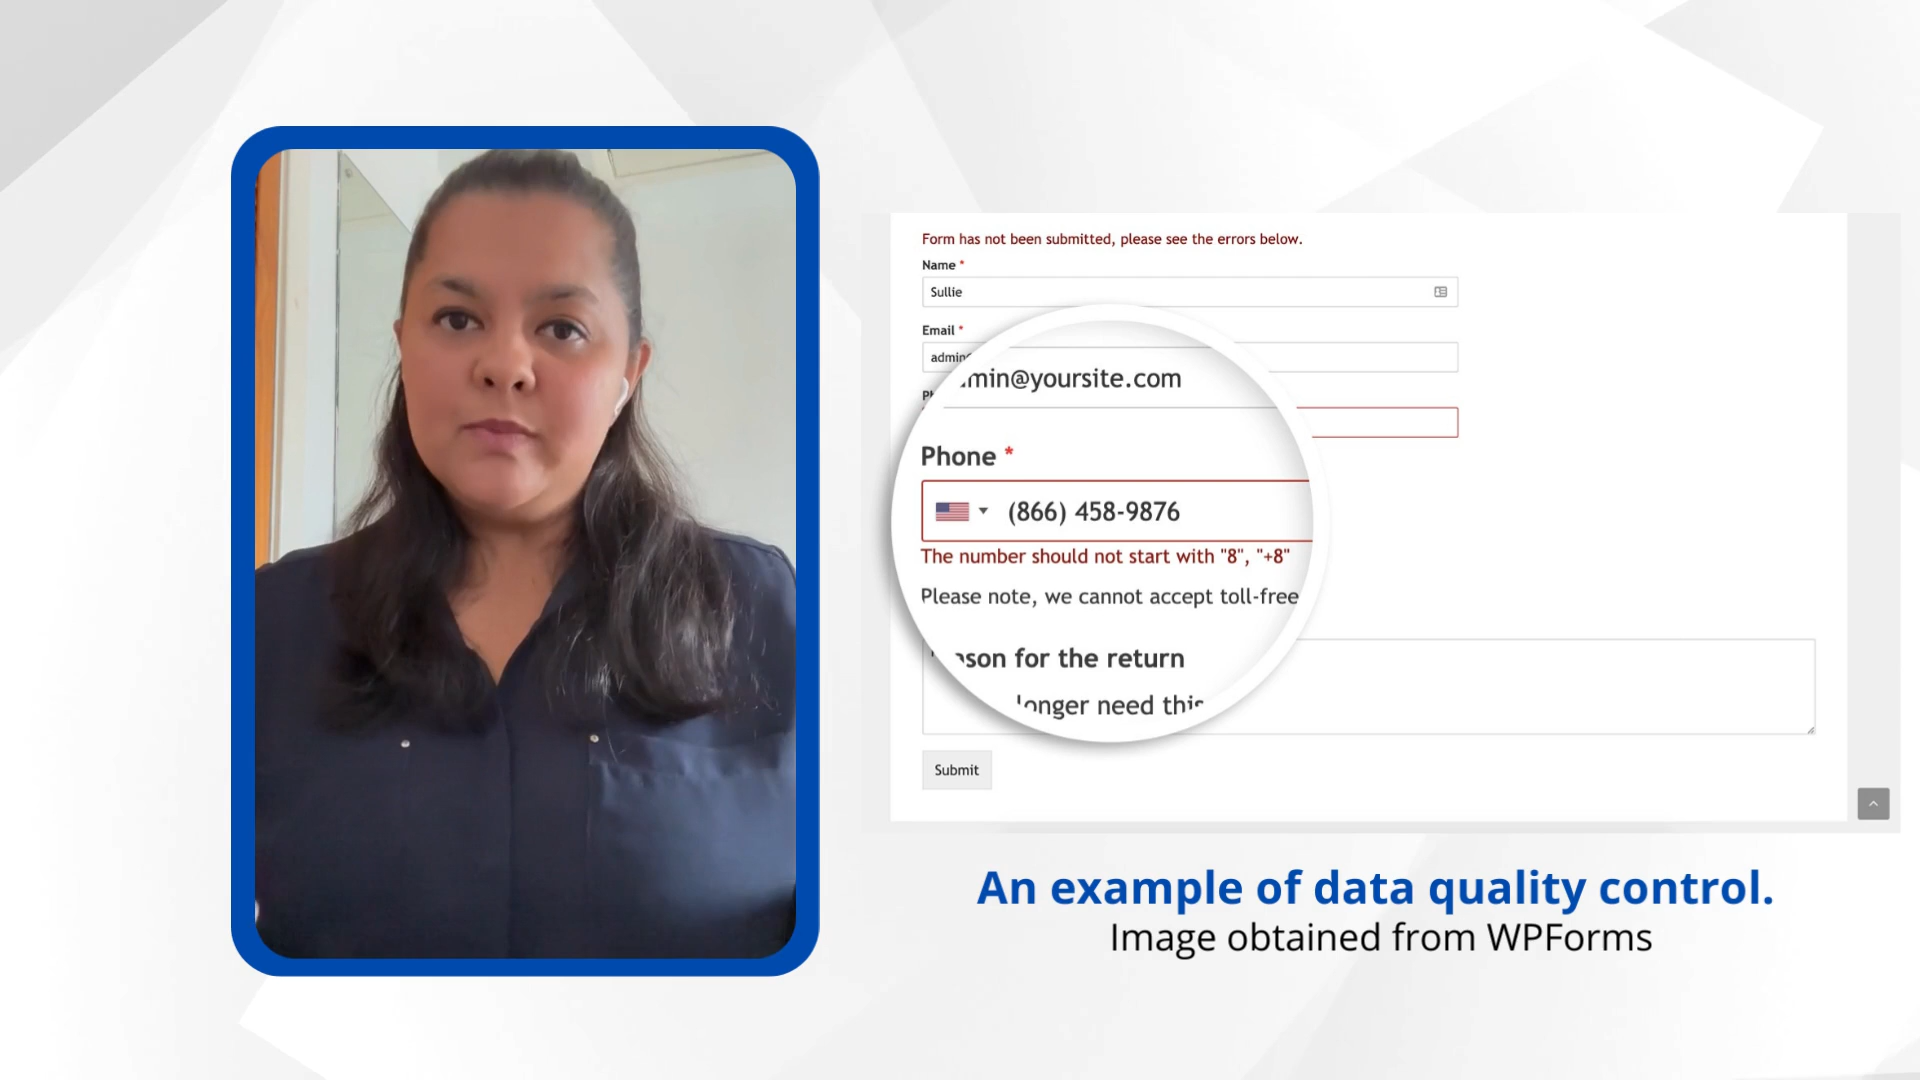 Form has not been submitted, please see the errors below.
Name *
Sullie
Email *
admin
min@yoursite.com
Phone *
(866) 458-9876
The number should not start with "8", "+8"
Please note, we cannot accept toll-free
ason for the return
longer need this
Submit
An example of data quality control.
Image obtained from WPForms